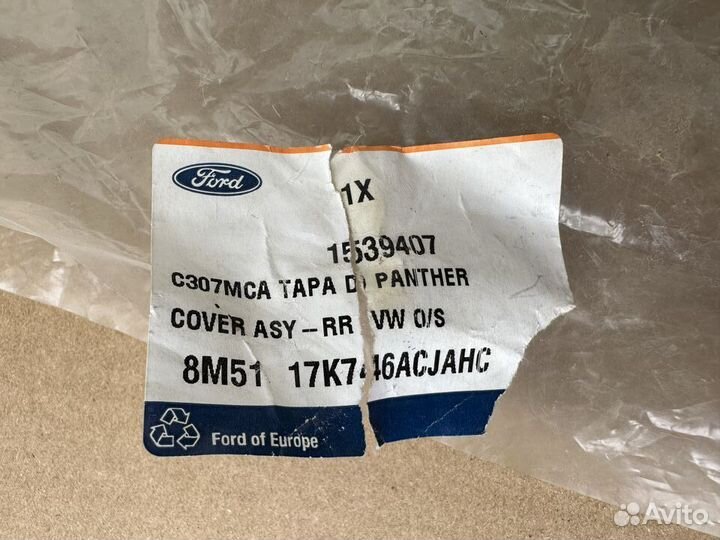 Ford
1X
1539407
C307MCA TAPA D PANTHER
COVER ASY-RR VW O/S
8M51 17K746ACJAHC
Ford of Europe
Avito